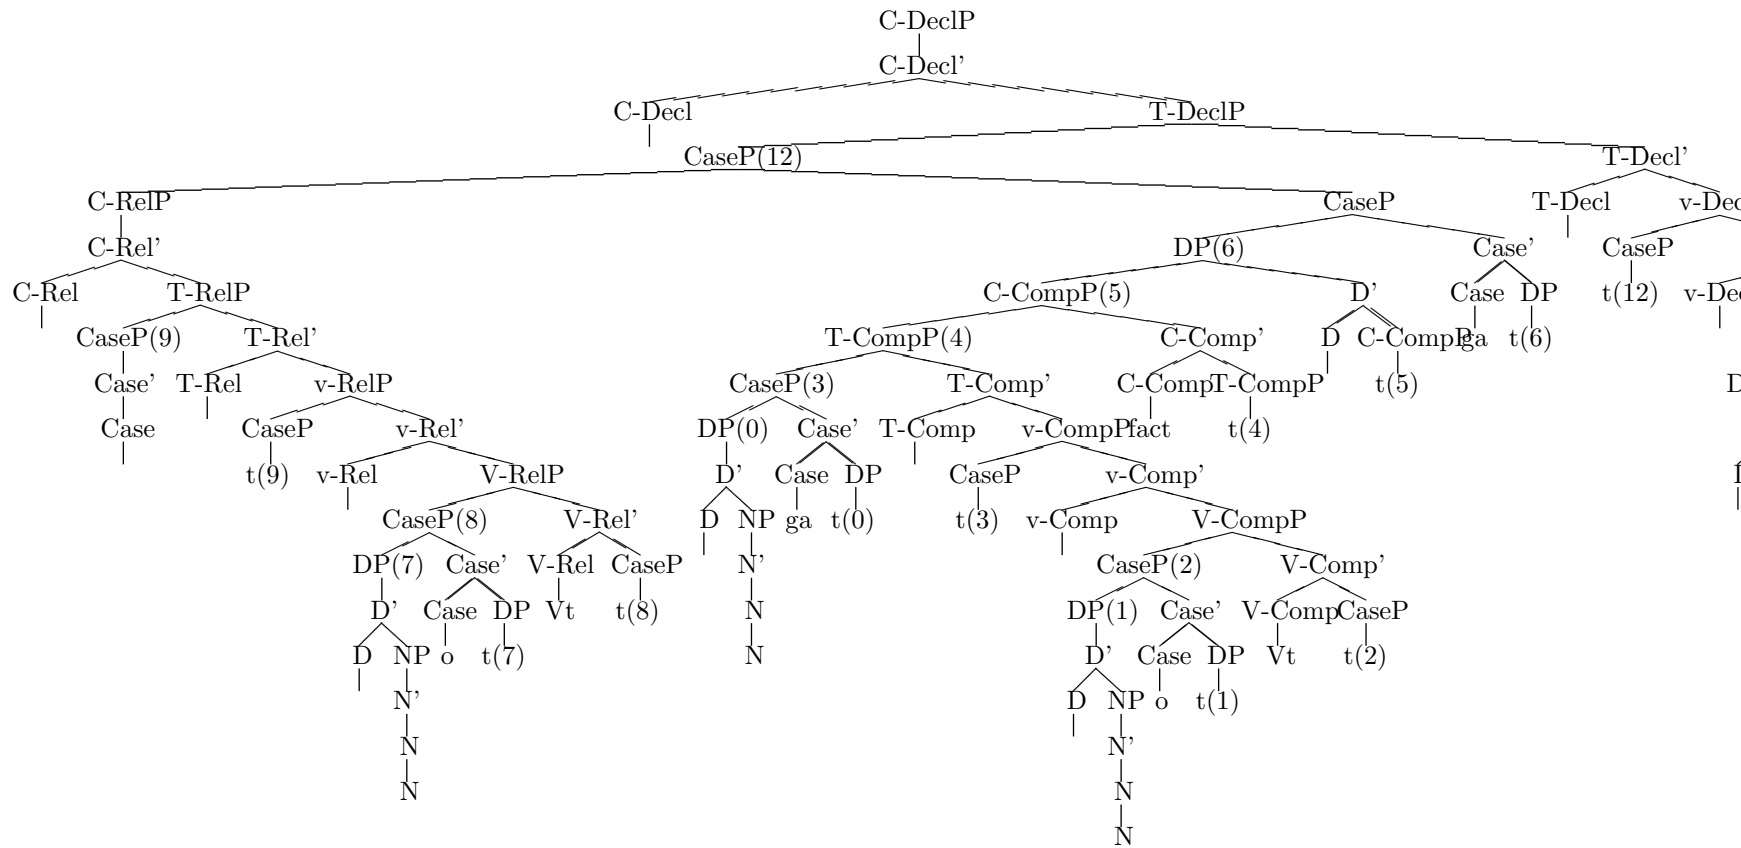 C-DeclP
C-Decl'
C-Decl T-DeclP
CaseP(12) T-Decl'
C-RelP CaseP T-Decl v-Dec
C-Rel' DP(6) Case' CaseP
C-Rel T-RelP C-CompP(5) D' Case DP t(12) v-Dec
CaseP(9) T-Rel' T-CompP(4) C-Comp' D C-CompP ga t(6)
Case' T-Rel v-RelP CaseP(3) T-Comp' C-Comp T-CompP t(5)
Case CaseP v-Rel' DP(0) Case' T-Comp v-CompP fact t(4)
t(9) v-Rel V-RelP D' Case DP CaseP v-Comp'
CaseP(8) V-Rel' D NP ga t(0) t(3) v-Comp V-CompP
DP(7) Case' V-Rel CaseP N' CaseP(2) V-Comp'
D' Case DP Vt t(8) N DP(1) Case' V-Comp CaseP
D NP o t(7) N D' Case DP Vt t(2)
N' D NP o t(1)
N N'
N N
N